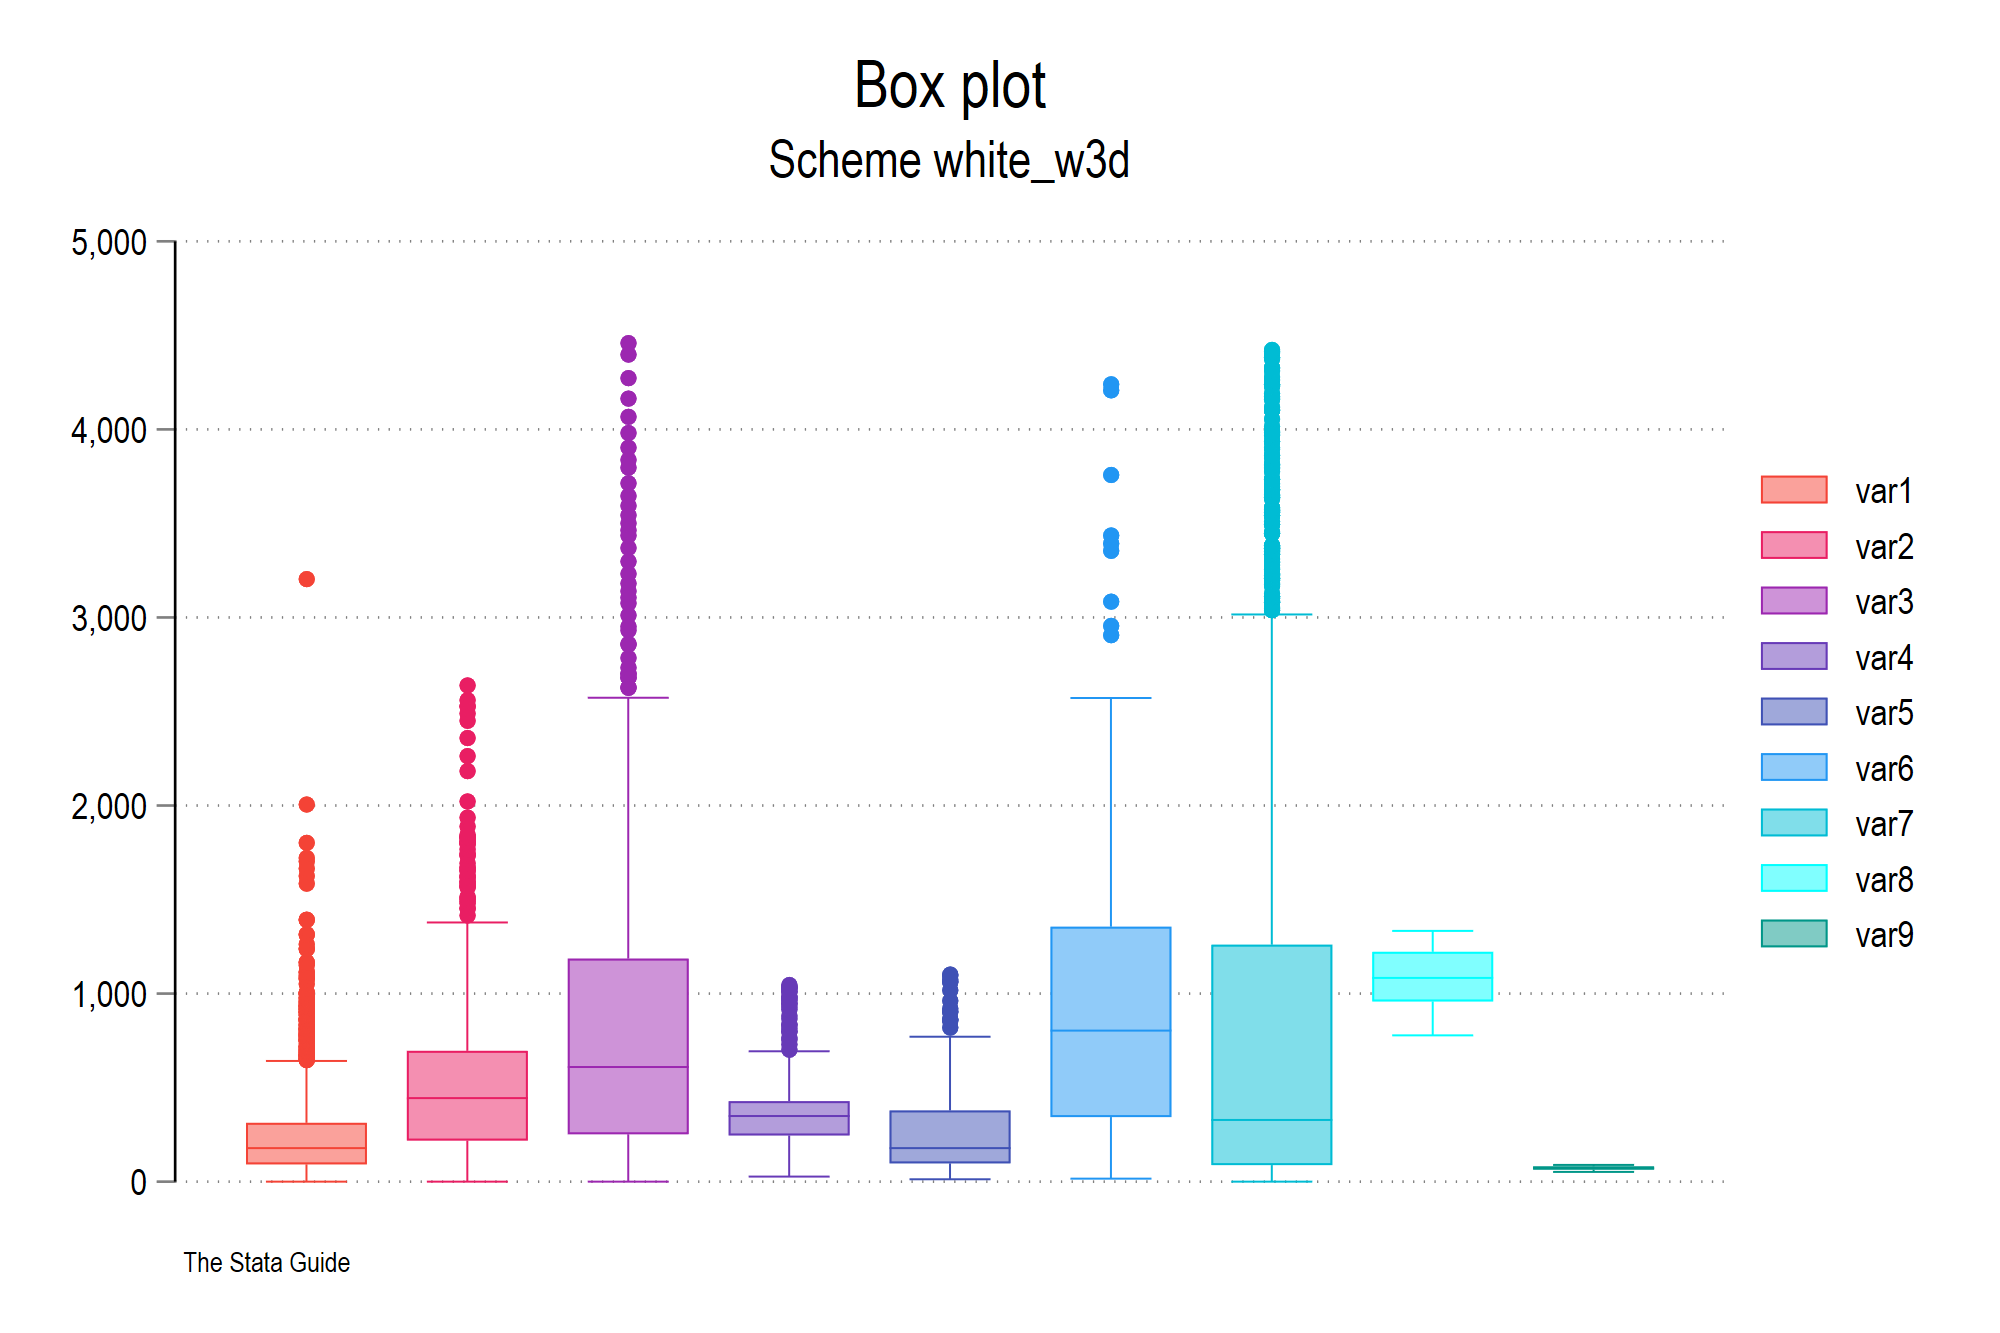 Box plot
Scheme white_w3d
5,000
4,000
3,000
2,000
1,000
0
var1
var2
var3
var4
var5
var6
var7
var8
var9
The Stata Guide